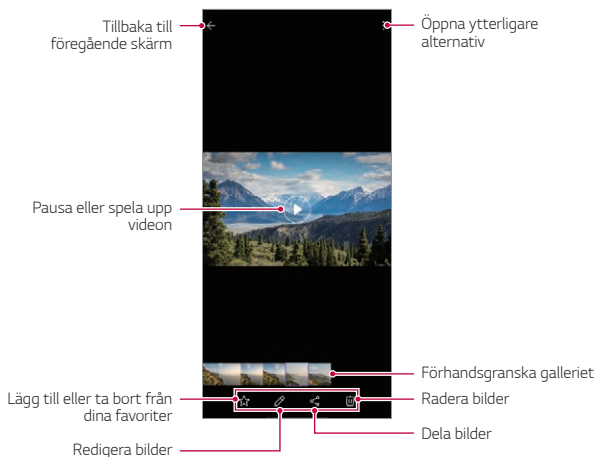 Tillbaka till
föregående skärm
Öppna ytterligare
alternativ
Pausa eller spela upp
videon
Förhandsgranska galleriet
Lägg till eller ta bort från
dina favoriter
Radera bilder
Dela bilder
Redigera bilder